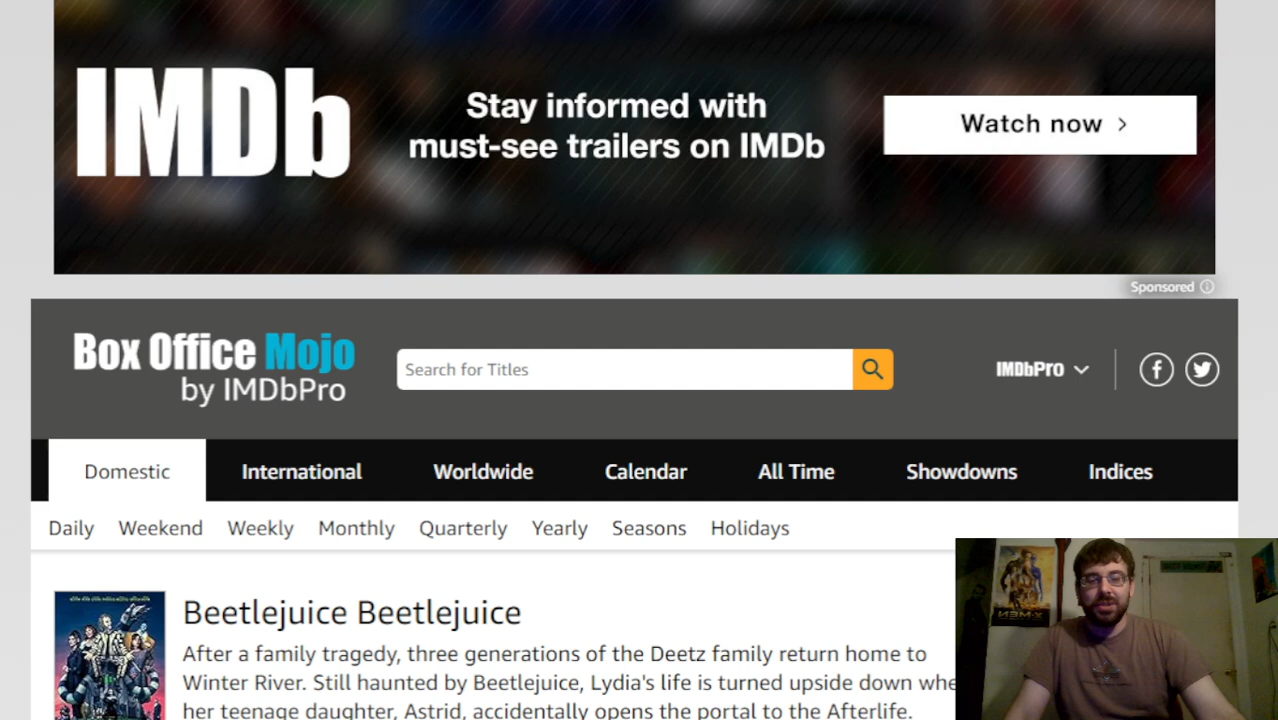 IMDb
Stay informed with
must-see trailers on IMDb
Watch now
Sponsored
Box Office Mojo
by IMDbPro
Search for Titles
IMDbPRO
Domestic
International
Worldwide
Calendar
All Time
Showdowns
Indices
Daily
Weekend
Weekly
Monthly
Quarterly
Yearly
Seasons
Holidays
Beetlejuice Beetlejuice
After a family tragedy, three generations of the Deetz family return home to
Winter River. Still haunted by Beetlejuice, Lydia's life is turned upside down whe
her teenage daughter, Astrid, accidentally opens the portal to the Afterlife.